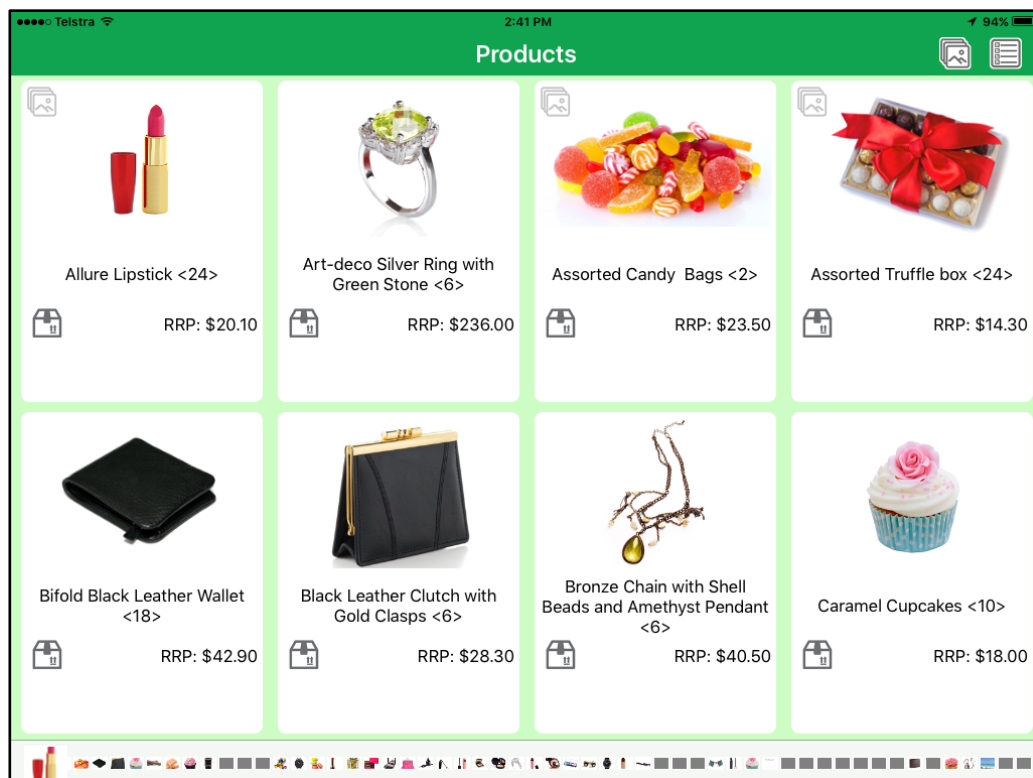 Telstra 2:41 PM 94%
Products
Allure Lipstick <24>
RRP: $20.10
Art-deco Silver Ring with
Green Stone <6>
RRP: $236.00
Assorted Candy  Bags <2>
RRP: $23.50
Assorted Truffle box <24>
RRP: $14.30
Bifold Black Leather Wallet
<18>
RRP: $42.90
Black Leather Clutch with
Gold Clasps <6>
RRP: $28.30
Bronze Chain with Shell
Beads and Amethyst Pendant
<6>
RRP: $40.50
Caramel Cupcakes <10>
RRP: $18.00